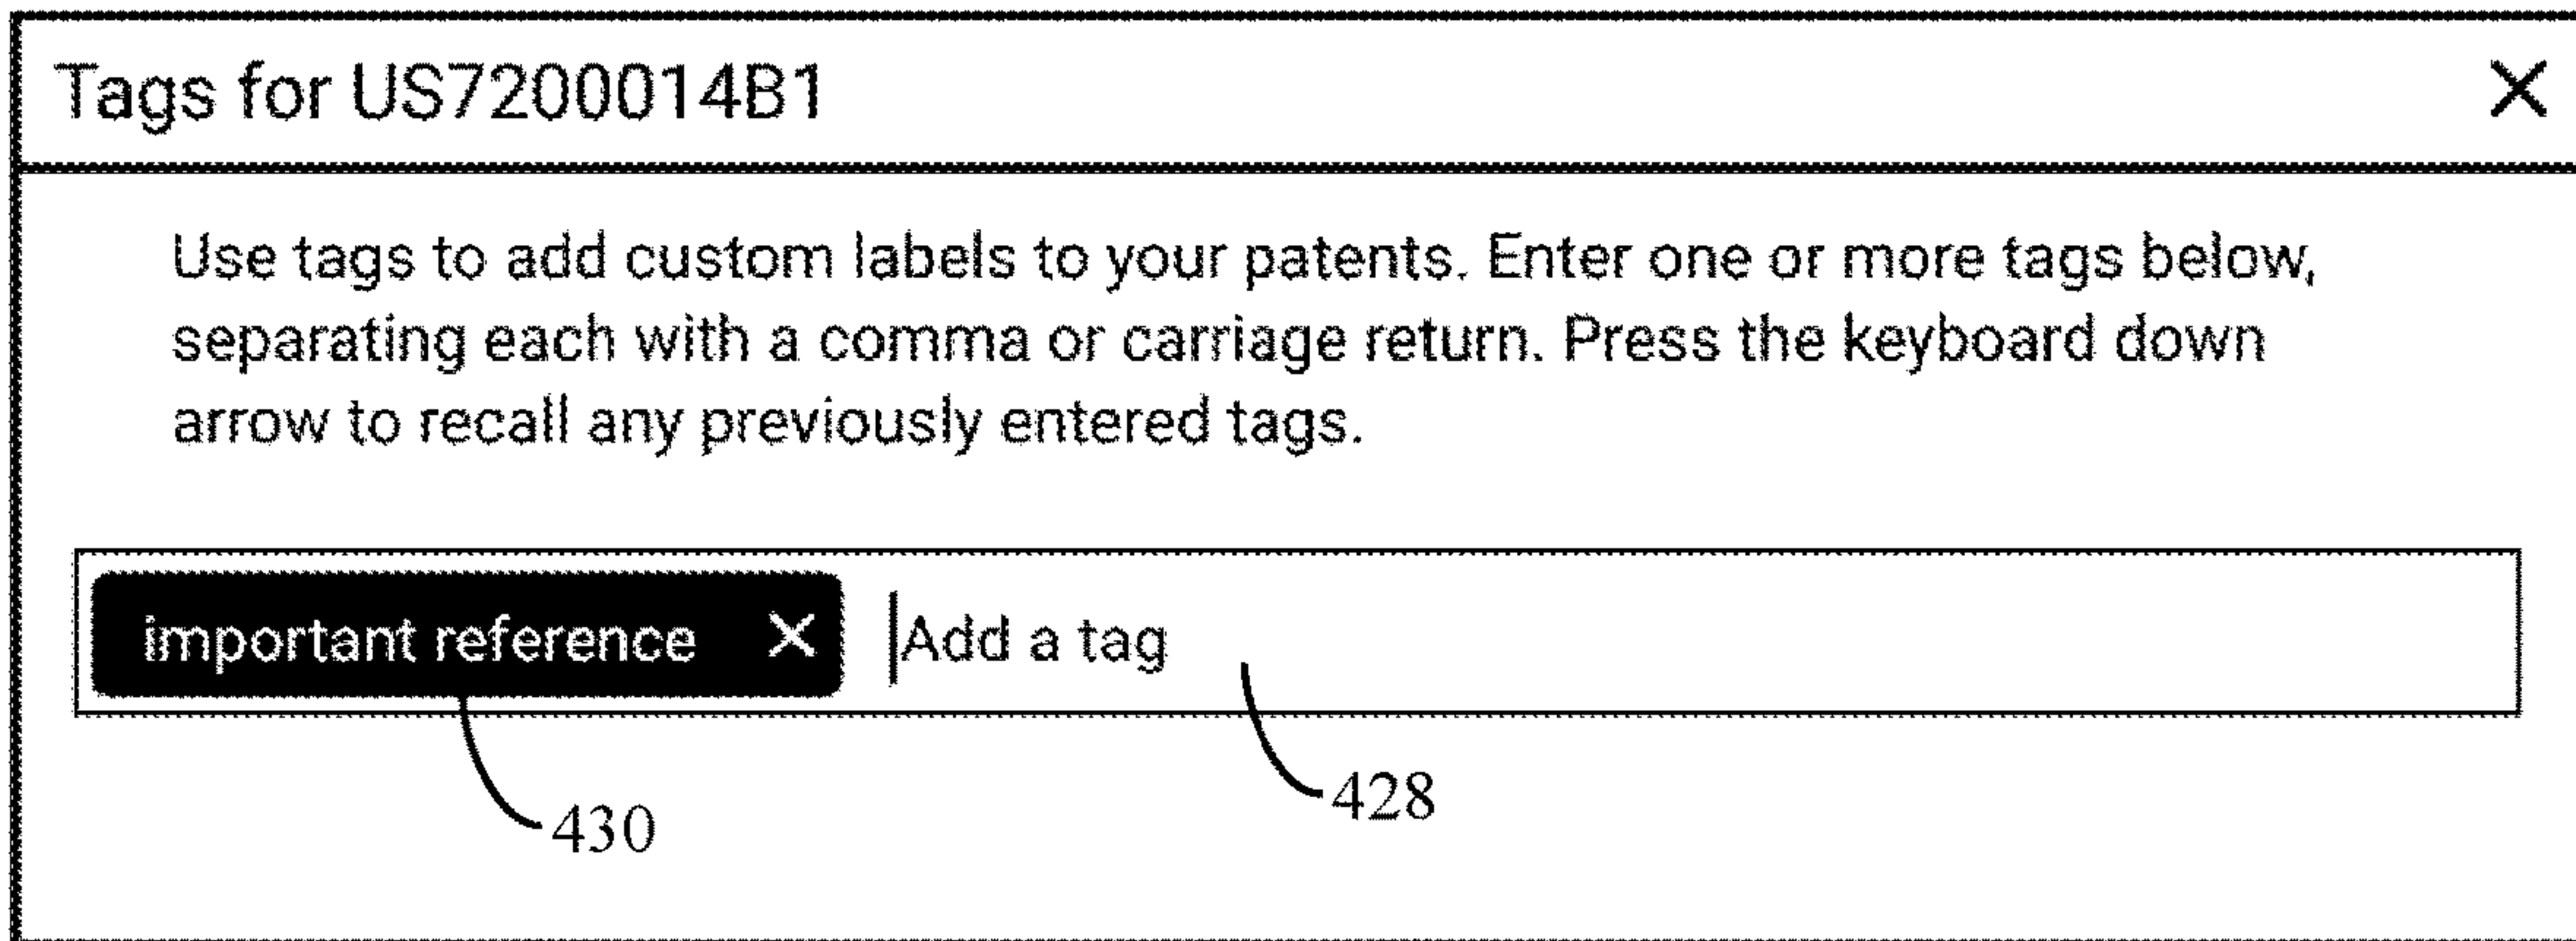 Tags for US7200014B1 ×
Use tags to add custom labels to your patents. Enter one or more tags below,
separating each with a comma or carriage return. Press the keyboard down
arrow to recall any previously entered tags.
important reference × Add a tag
428
430